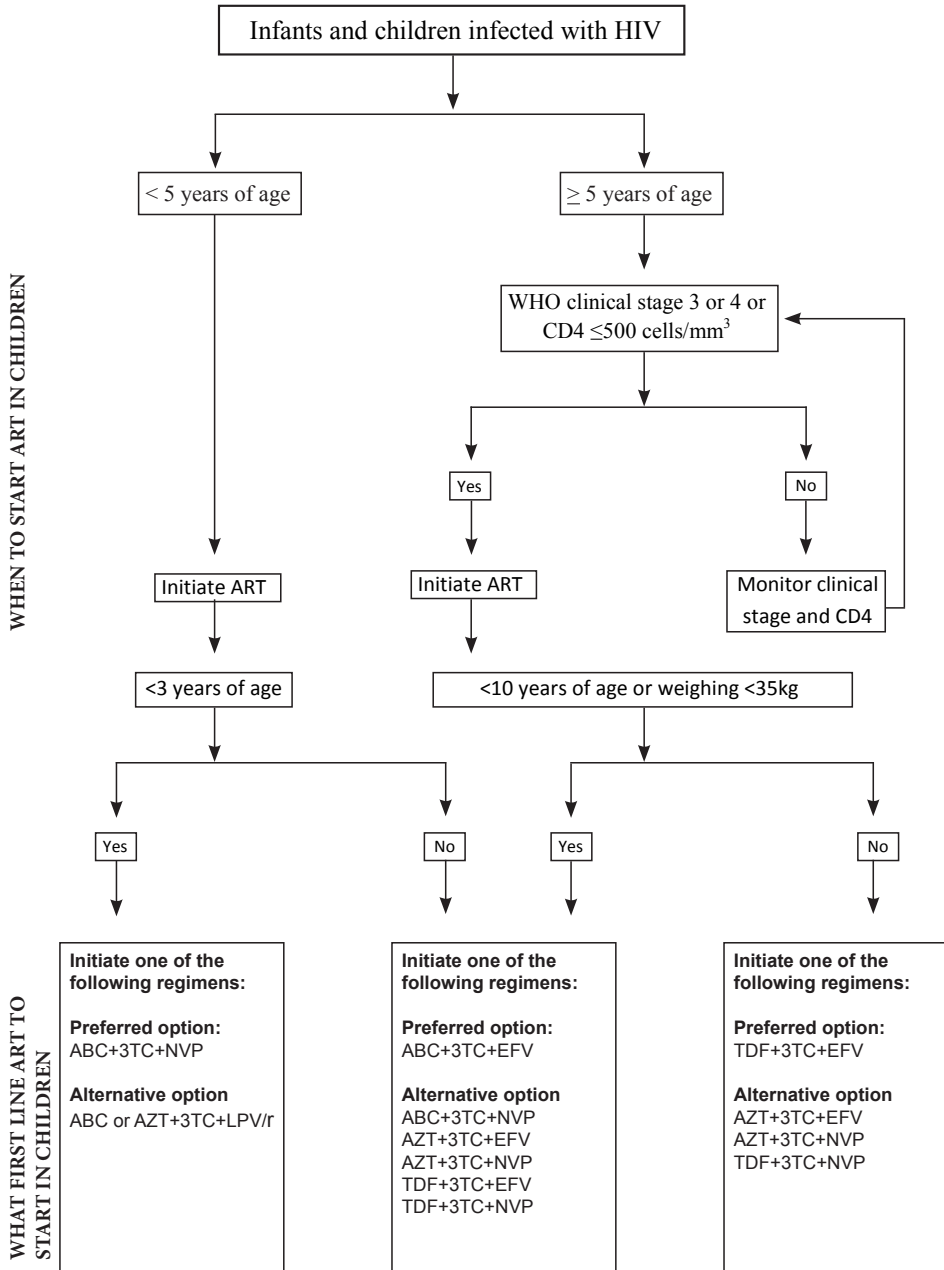 Infants and children infected with HIV
< 5 years of age
≥ 5 years of age
WHO clinical stage 3 or 4 or
CD4 ≤500 cells/mm³
Yes
No
Initiate ART
Initiate ART
Monitor clinical
stage and CD4
WHEN TO START ART IN CHILDREN
<3 years of age
<10 years of age or weighing <35kg
Yes
No
Yes
No
WHAT FIRST LINE ART TO
START IN CHILDREN
Initiate one of the
following regimens:
Preferred option:
ABC+3TC+NVP
Alternative option
ABC or AZT+3TC+LPV/r
Initiate one of the
following regimens:
Preferred option:
ABC+3TC+EFV
Alternative option
ABC+3TC+NVP
AZT+3TC+EFV
AZT+3TC+NVP
TDF+3TC+EFV
TDF+3TC+NVP
Initiate one of the
following regimens:
Preferred option:
TDF+3TC+EFV
Alternative option
AZT+3TC+EFV
AZT+3TC+NVP
TDF+3TC+NVP